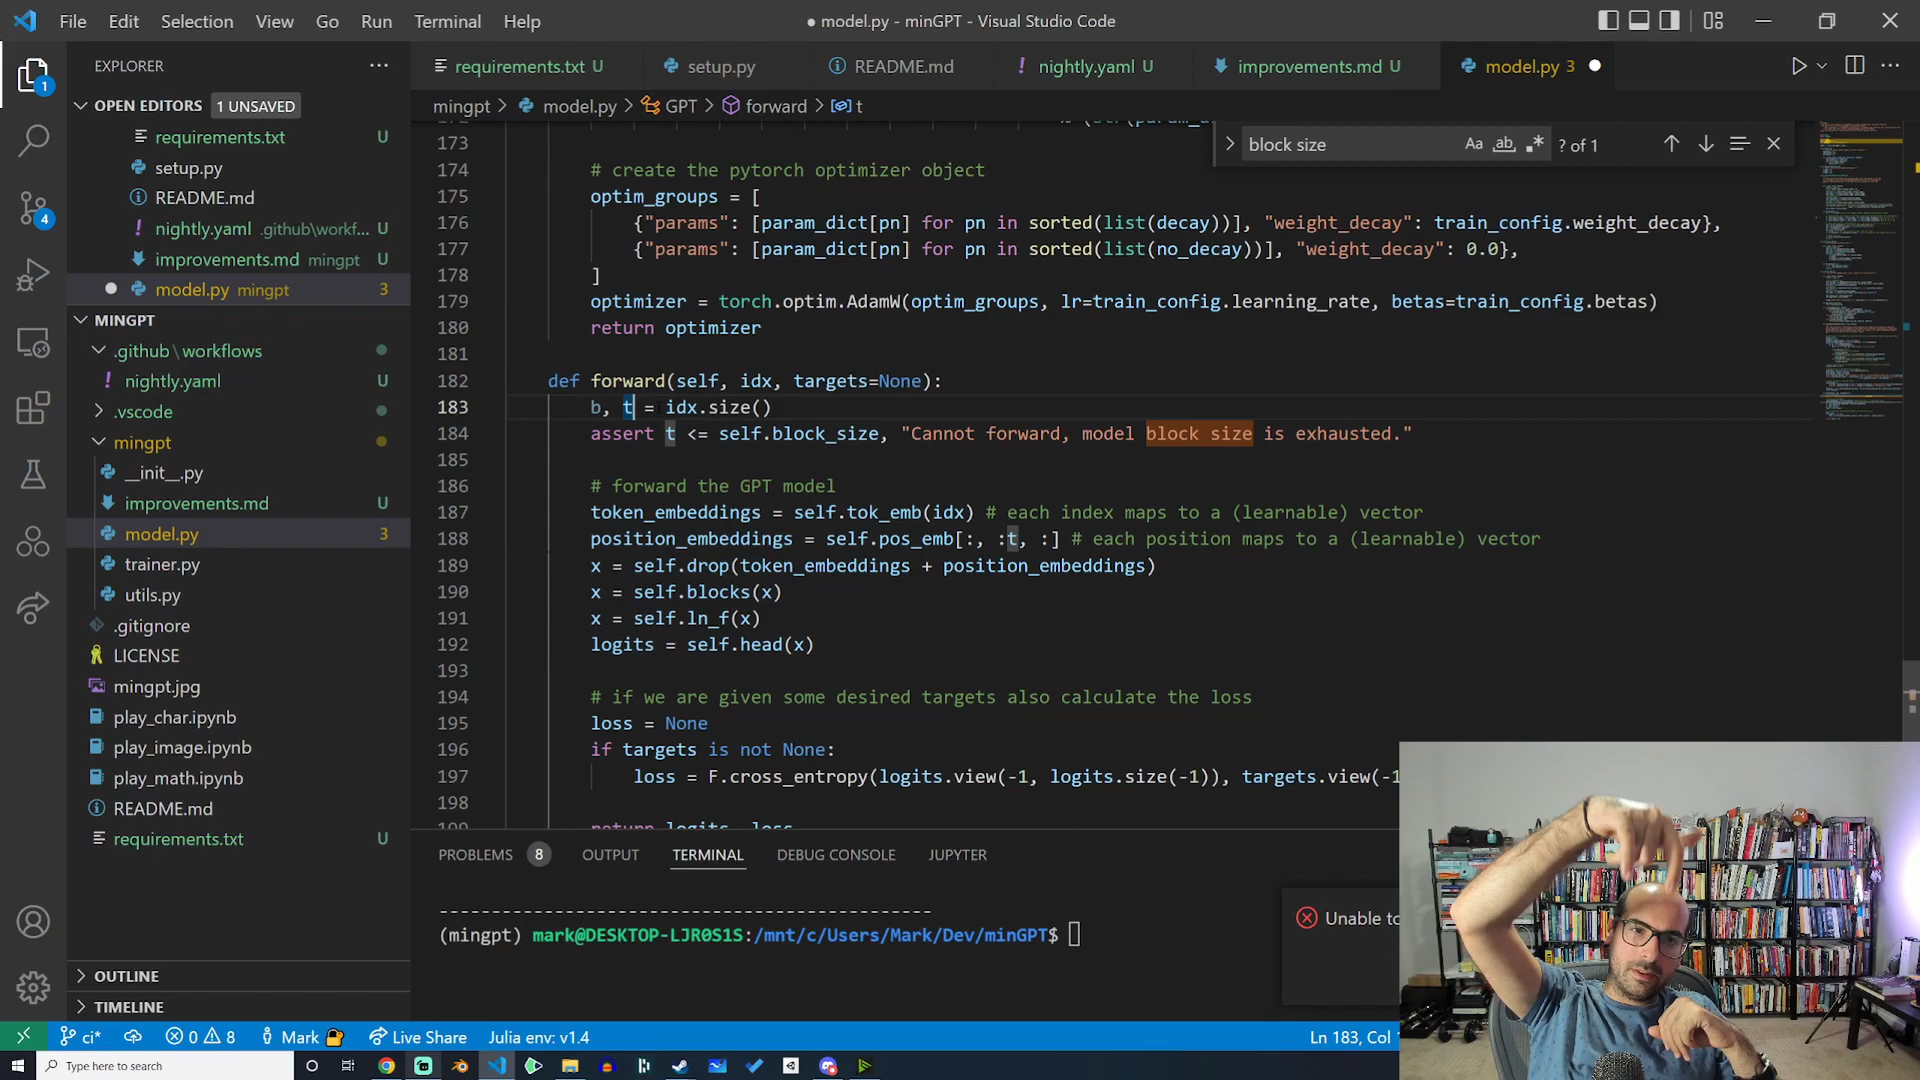 File Edit Selection View Go Run Terminal Help
● model.py - minGPT - Visual Studio Code
EXPLORER
OPEN EDITORS 1 UNSAVED
requirements.txt U
setup.py
README.md
nightly.yaml .github\workf... U
improvements.md mingpt U
model.py mingpt 3
MINGPT
.github\workflows
nightly.yaml U
.vscode
mingpt
__init__.py
improvements.md U
model.py 3
trainer.py
utils.py
.gitignore
LICENSE
mingpt.jpg
play_char.ipynb
play_image.ipynb
play_math.ipynb
README.md
requirements.txt U
OUTLINE
TIMELINE
1
4
requirements.txt U setup.py README.md nightly.yaml U improvements.md U model.py 3
mingpt > model.py > GPT > forward > t
block size Aa ab ? of 1
173
174 # create the pytorch optimizer object
175 optim_groups = [
176 {"params": [param_dict[pn] for pn in sorted(list(decay))], "weight_decay": train_config.weight_decay},
177 {"params": [param_dict[pn] for pn in sorted(list(no_decay))], "weight_decay": 0.0},
178 ]
179 optimizer = torch.optim.AdamW(optim_groups, lr=train_config.learning_rate, betas=train_config.betas)
180 return optimizer
181
182 def forward(self, idx, targets=None):
183 b, t = idx.size()
184 assert t <= self.block_size, "Cannot forward, model block size is exhausted."
185
186 # forward the GPT model
187 token_embeddings = self.tok_emb(idx) # each index maps to a (learnable) vector
188 position_embeddings = self.pos_emb[:, :t, :] # each position maps to a (learnable) vector
189 x = self.drop(token_embeddings + position_embeddings)
190 x = self.blocks(x)
191 x = self.ln_f(x)
192 logits = self.head(x)
193
194 # if we are given some desired targets also calculate the loss
195 loss = None
196 if targets is not None:
197 loss = F.cross_entropy(logits.view(-1, logits.size(-1)), targets.view(-1
198
199 return logits, loss
PROBLEMS 8 OUTPUT TERMINAL DEBUG CONSOLE JUPYTER
----------------------------------------------
(mingpt) mark@DESKTOP-LJR0S1S:/mnt/c/Users/Mark/Dev/minGPT$
Unable to
ci* 0 8 Mark Live Share Julia env: v1.4
Ln 183, Col
Type here to search